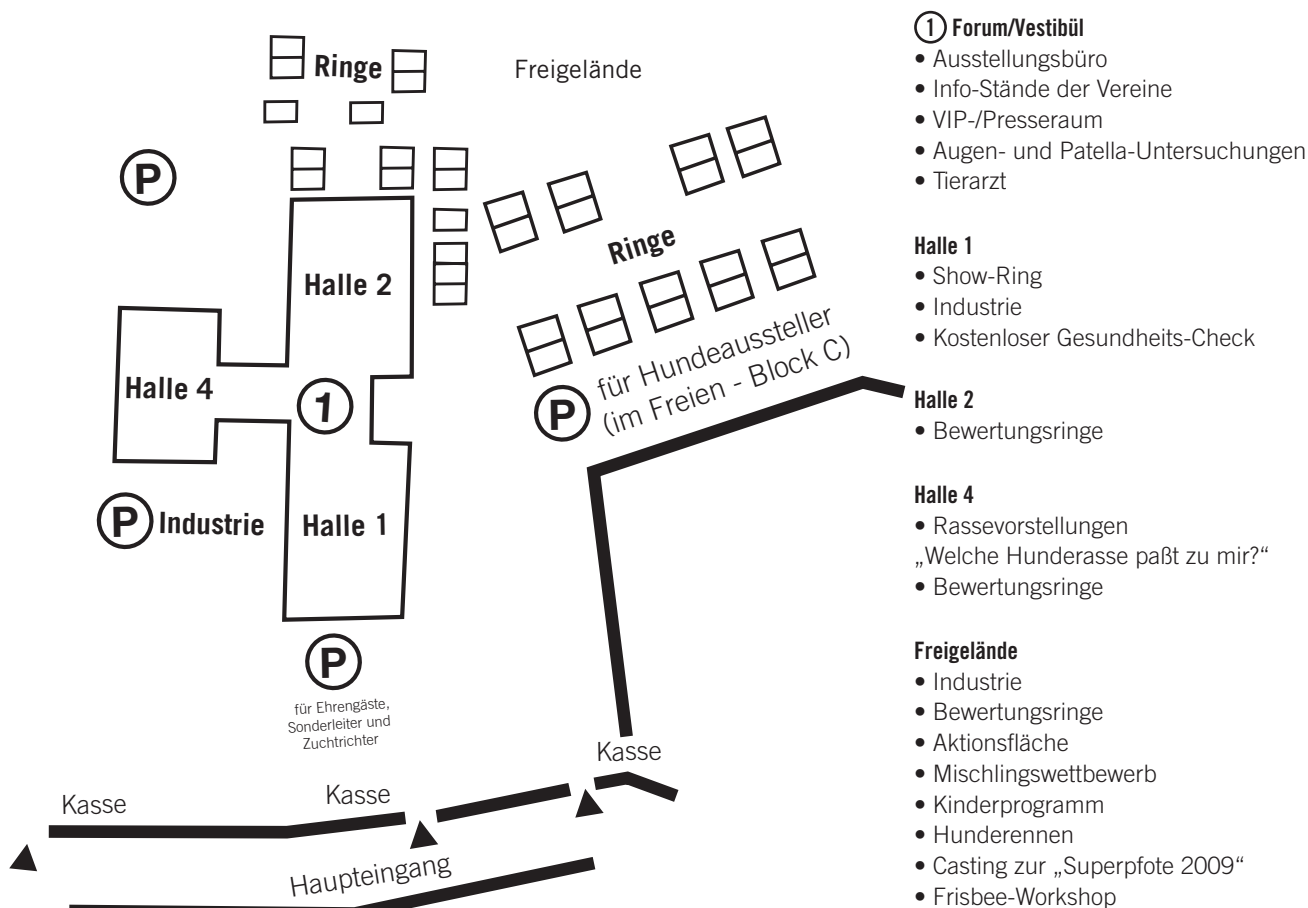 Ringe
Freigelände
P
Halle 2
Ringe
Halle 4
1
P
für Hundeaussteller
(im Freien - Block C)
P Industrie
Halle 1
P
für Ehrengäste,
Sonderleiter und
Zuchtrichter
Kasse
Kasse
Kasse
Haupteingang
1 Forum/Vestibül
• Ausstellungsbüro
• Info-Stände der Vereine
• VIP-/Presseraum
• Augen- und Patella-Untersuchungen
• Tierarzt
Halle 1
• Show-Ring
• Industrie
• Kostenloser Gesundheits-Check
Halle 2
• Bewertungsringe
Halle 4
• Rassevorstellungen
„Welche Hunderasse paßt zu mir?“
• Bewertungsringe
Freigelände
• Industrie
• Bewertungsringe
• Aktionsfläche
• Mischlingswettbewerb
• Kinderprogramm
• Hunderennen
• Casting zur „Superpfote 2009“
• Frisbee-Workshop